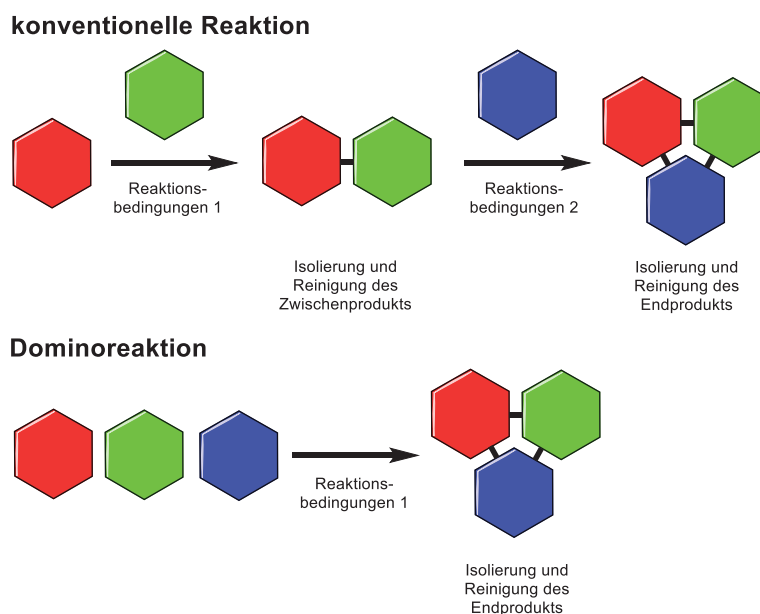 konventionelle Reaktion
Reaktions-
bedingungen 1
Reaktions-
bedingungen 2
Isolierung und
Reinigung des
Zwischenprodukts
Isolierung und
Reinigung des
Endprodukts
Dominoreaktion
Reaktions-
bedingungen 1
Isolierung und
Reinigung des
Endprodukts